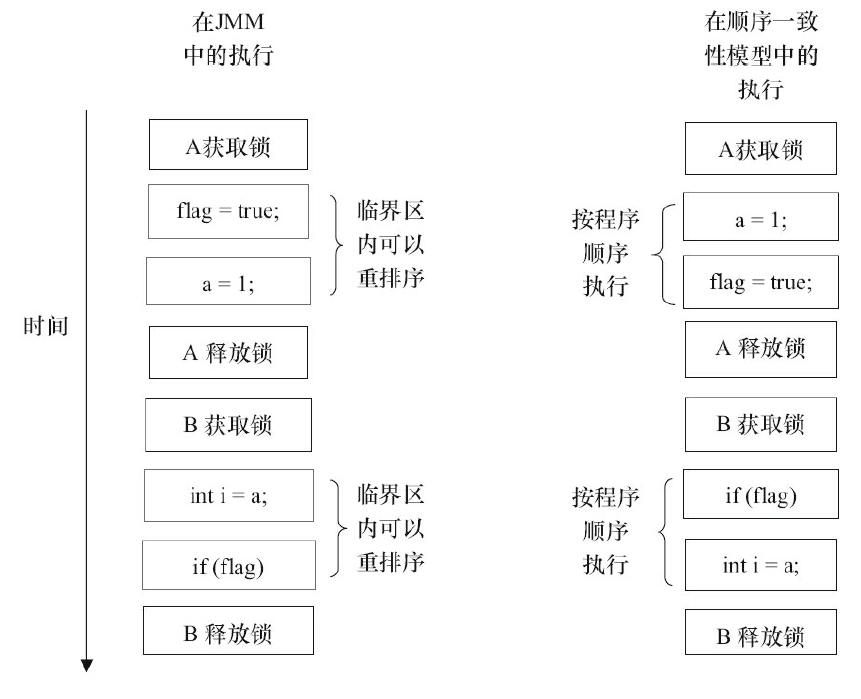 在JMM
中的执行
在顺序一致
性模型中的
执行
时间
A获取锁
flag = true;
a = 1;
临界区
内可以
重排序
A 释放锁
B 获取锁
int i = a;
if (flag)
临界区
内可以
重排序
B 释放锁
A获取锁
按程序
顺序
执行
a = 1;
flag = true;
A 释放锁
B 获取锁
按程序
顺序
执行
if (flag)
int i = a;
B 释放锁